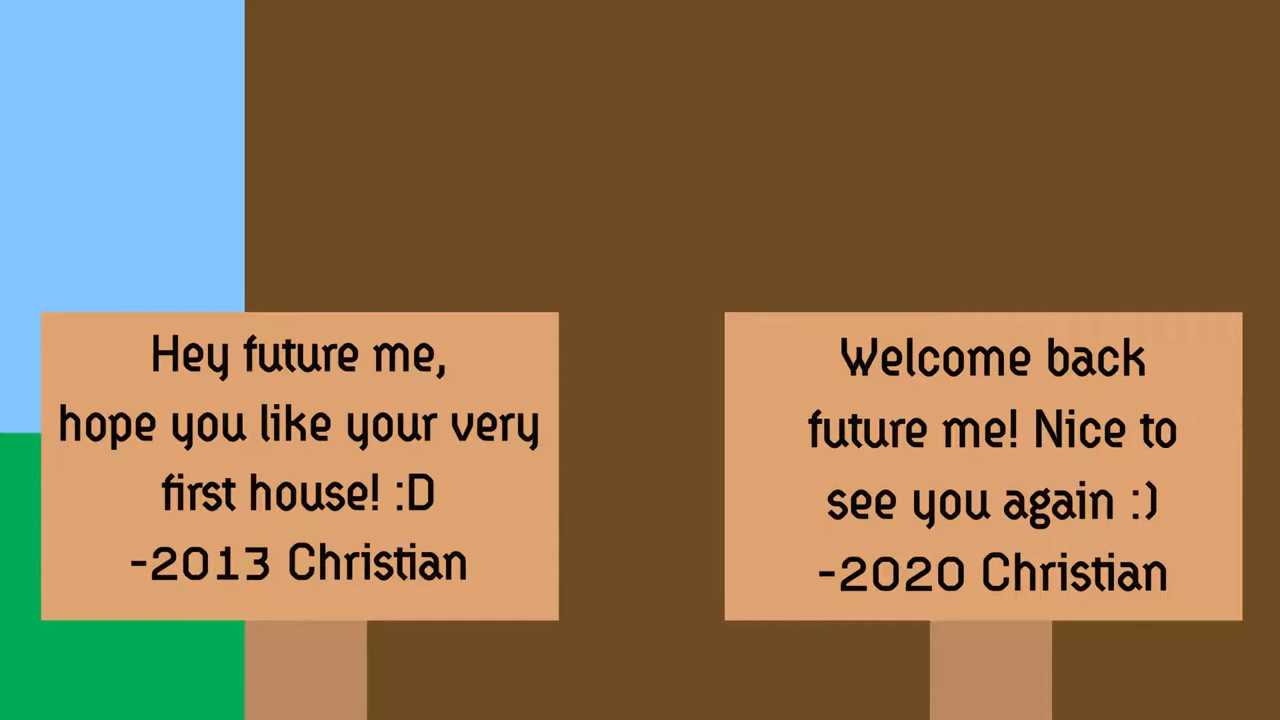 Hey future me,
hope you like your very
first house! :D
-2013 Christian
Welcome back
future me! Nice to
see you again :)
-2020 Christian